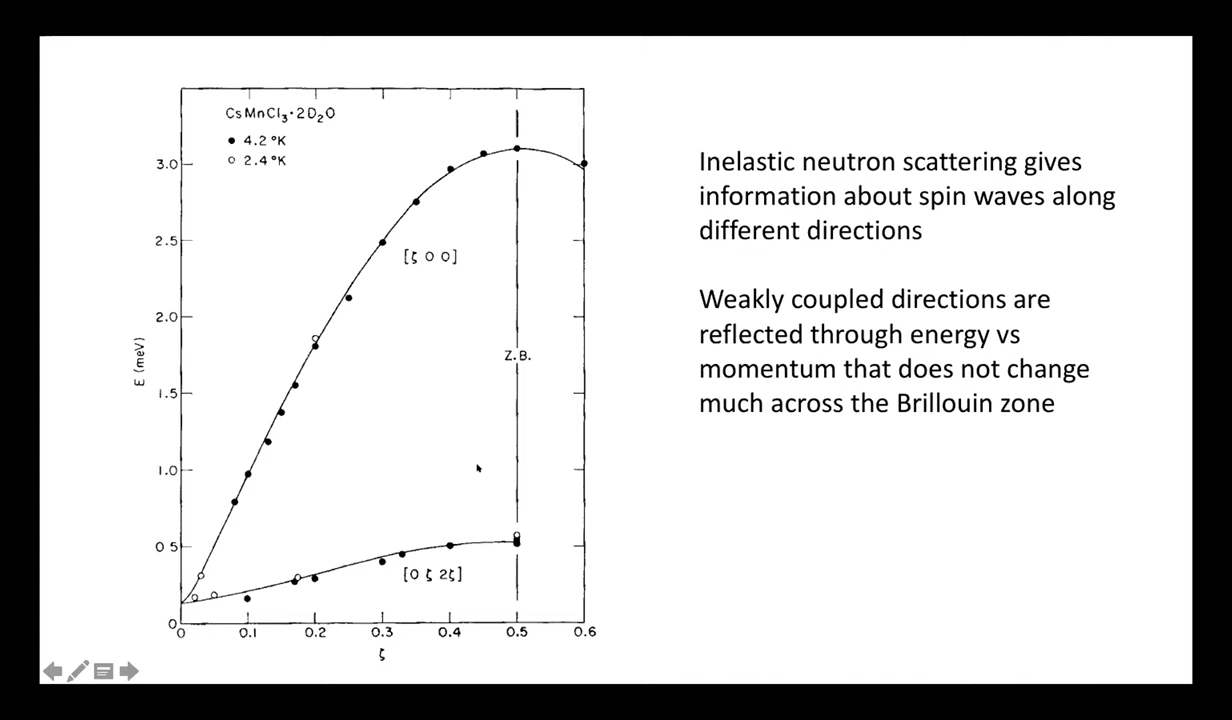 CsMnCl₃·2D₂O
4.2 °K
2.4 °K
3.0
2.5
2.0
1.5
1.0
0 5
0
E (meV)
[ζ 0 0]
Z.B.
[0 ζ 2ζ]
0 0.1 0.2 0.3 0.4 0.5 0.6
ζ
Inelastic neutron scattering gives
information about spin waves along
different directions
Weakly coupled directions are
reflected through energy vs
momentum that does not change
much across the Brillouin zone